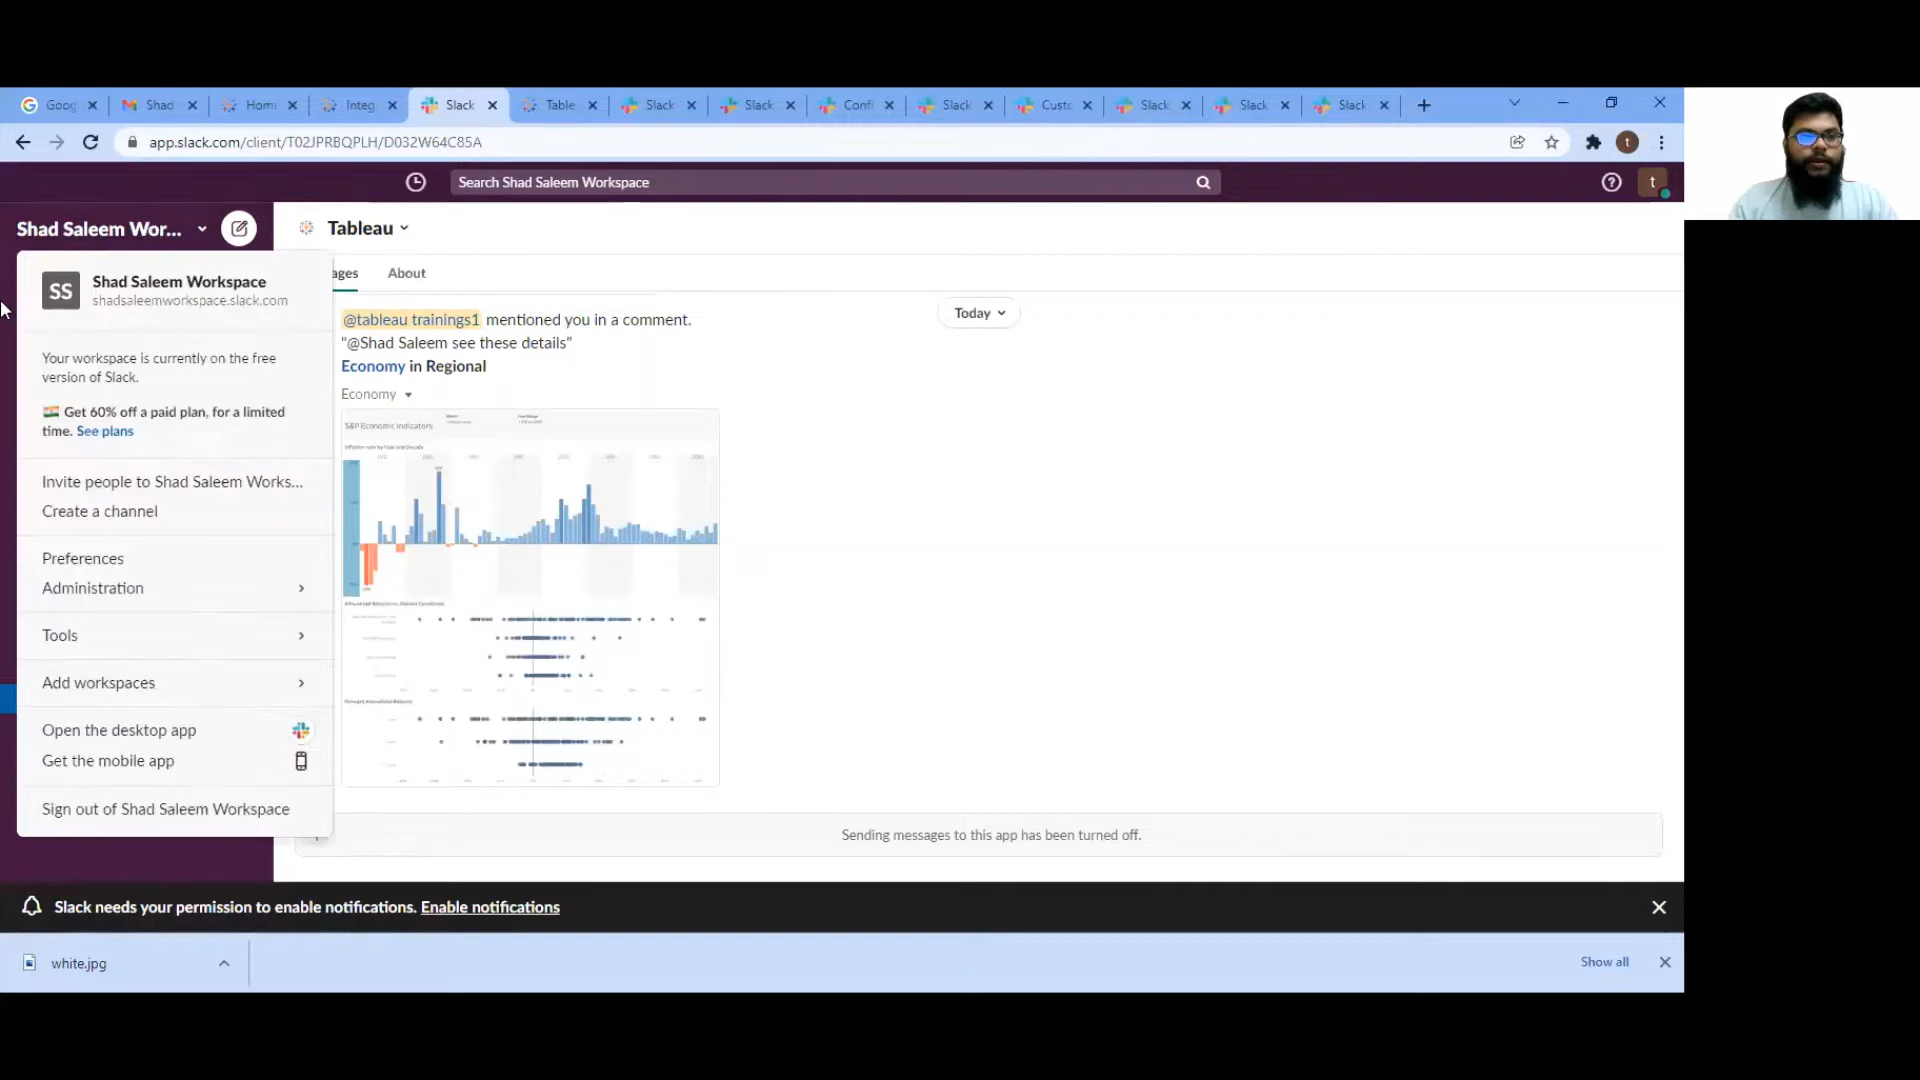 Goog
Shad
Hom
Integ
Slack
Table
Slack
Slack
Confi
Slack
Custo
Slack
Slack
Slack
app.slack.com/client/T02JPRBQPLH/D032W64C85A
t
Search Shad Saleem Workspace
t
Shad Saleem Wor...
Tableau
SS
Shad Saleem Workspace
shadsaleemworkspace.slack.com
ages
About
Your workspace is currently on the free
version of Slack.
Get 60% off a paid plan, for a limited
time. See plans
Invite people to Shad Saleem Works...
Create a channel
Preferences
Administration
Tools
Add workspaces
Open the desktop app
Get the mobile app
Sign out of Shad Saleem Workspace
Today
@tableau trainings1 mentioned you in a comment.
"@Shad Saleem see these details"
Economy in Regional
Economy
S&P Economic Indicators
Inflation rate by Year and Decade
Sending messages to this app has been turned off.
Slack needs your permission to enable notifications. Enable notifications
white.jpg
Show all